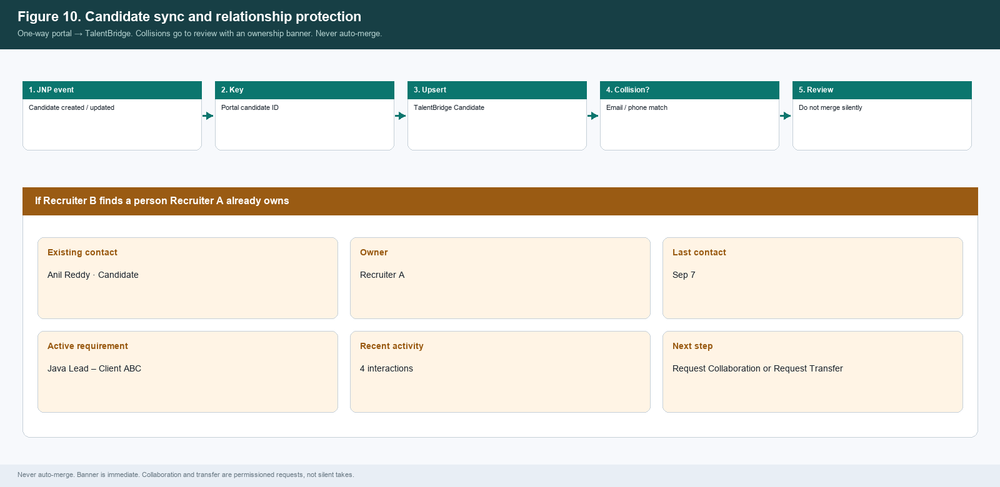 Figure 10. Candidate sync and relationship protection
One-way portal → TalentBridge. Collisions go to review with an ownership banner. Never auto-merge.
1. JNP event
Candidate created / updated
2. Key
Portal candidate ID
3. Upsert
TalentBridge Candidate
4. Collision?
Email / phone match
5. Review
Do not merge silently
If Recruiter B finds a person Recruiter A already owns
Existing contact
Anil Reddy · Candidate
Owner
Recruiter A
Last contact
Sep 7
Active requirement
Java Lead – Client ABC
Recent activity
4 interactions
Next step
Request Collaboration or Request Transfer
Never auto-merge. Banner is immediate. Collaboration and transfer are permissioned requests, not silent takes.